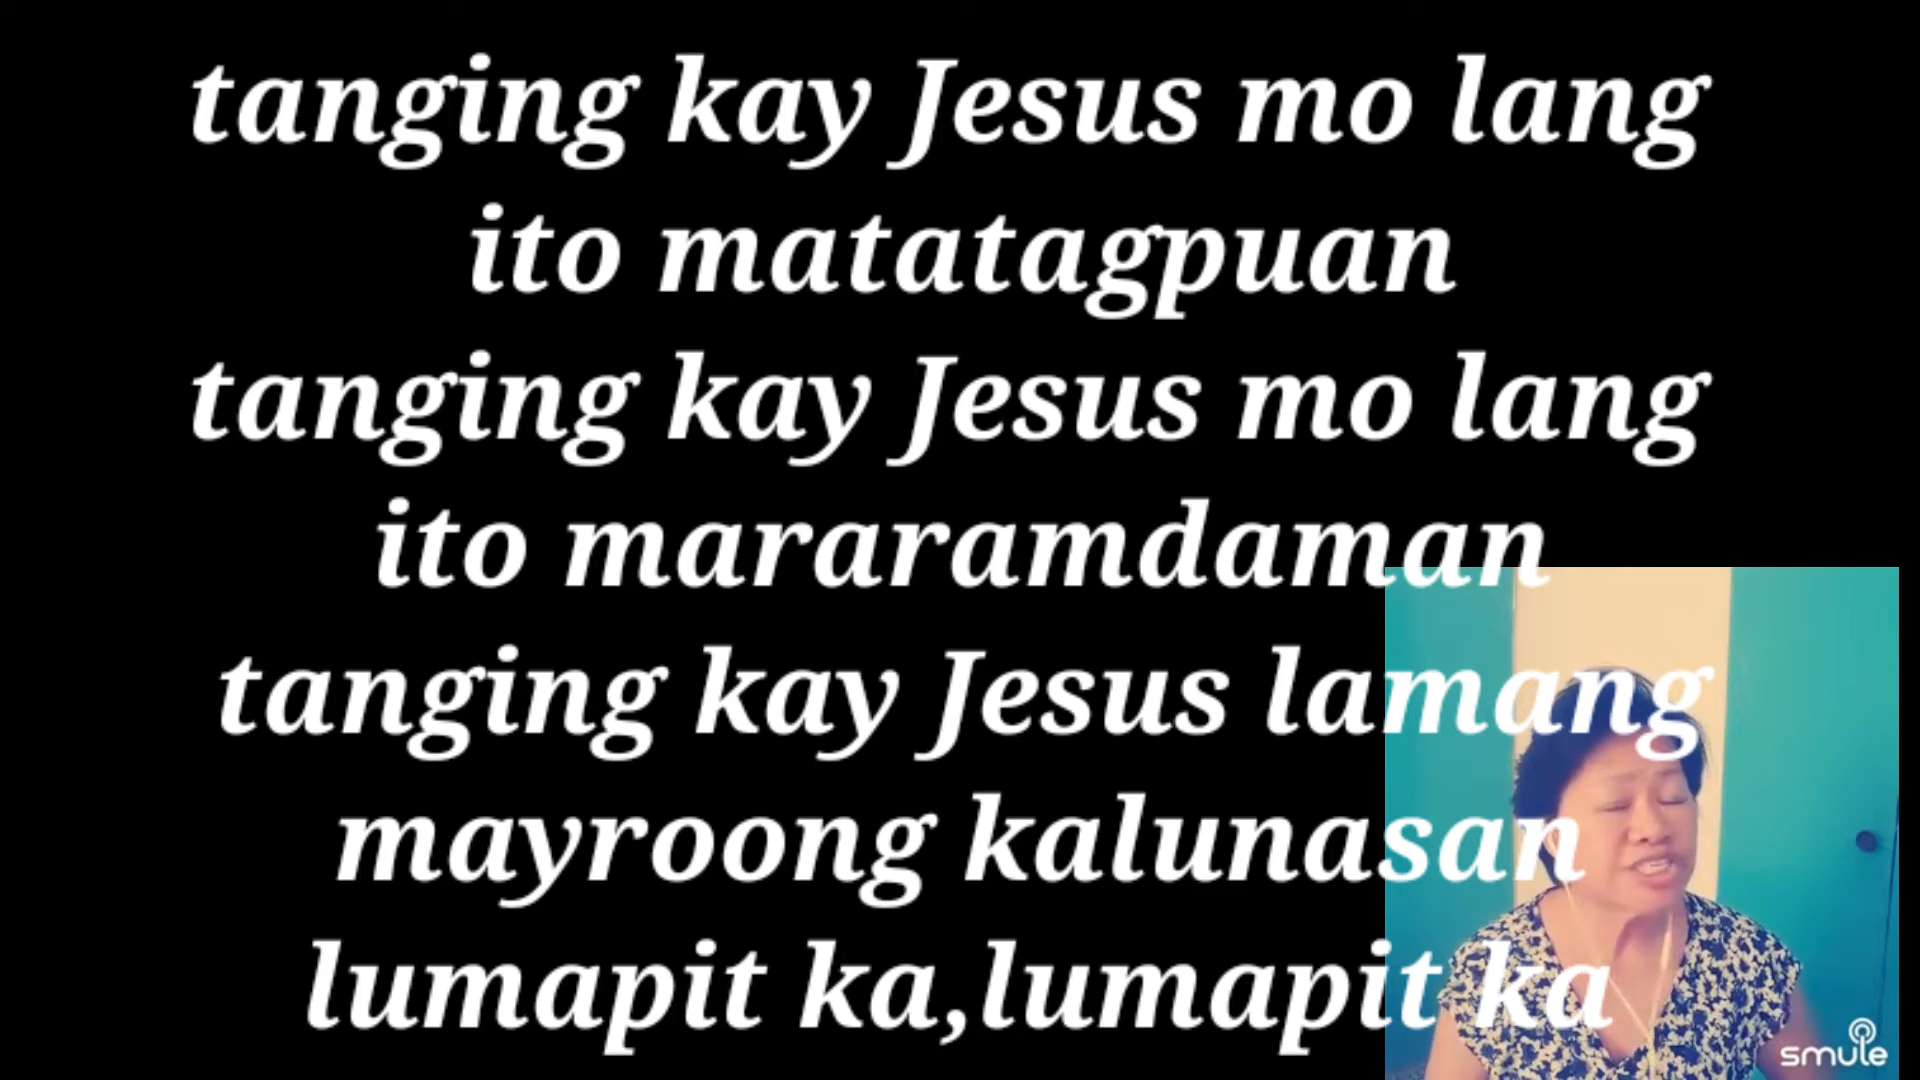 tanging kay Jesus mo lang
ito matatagpuan
tanging kay Jesus mo lang
ito mararamdaman
tanging kay Jesus lamang
mayroong kalunasan
lumapit ka,lumapit ka
smule